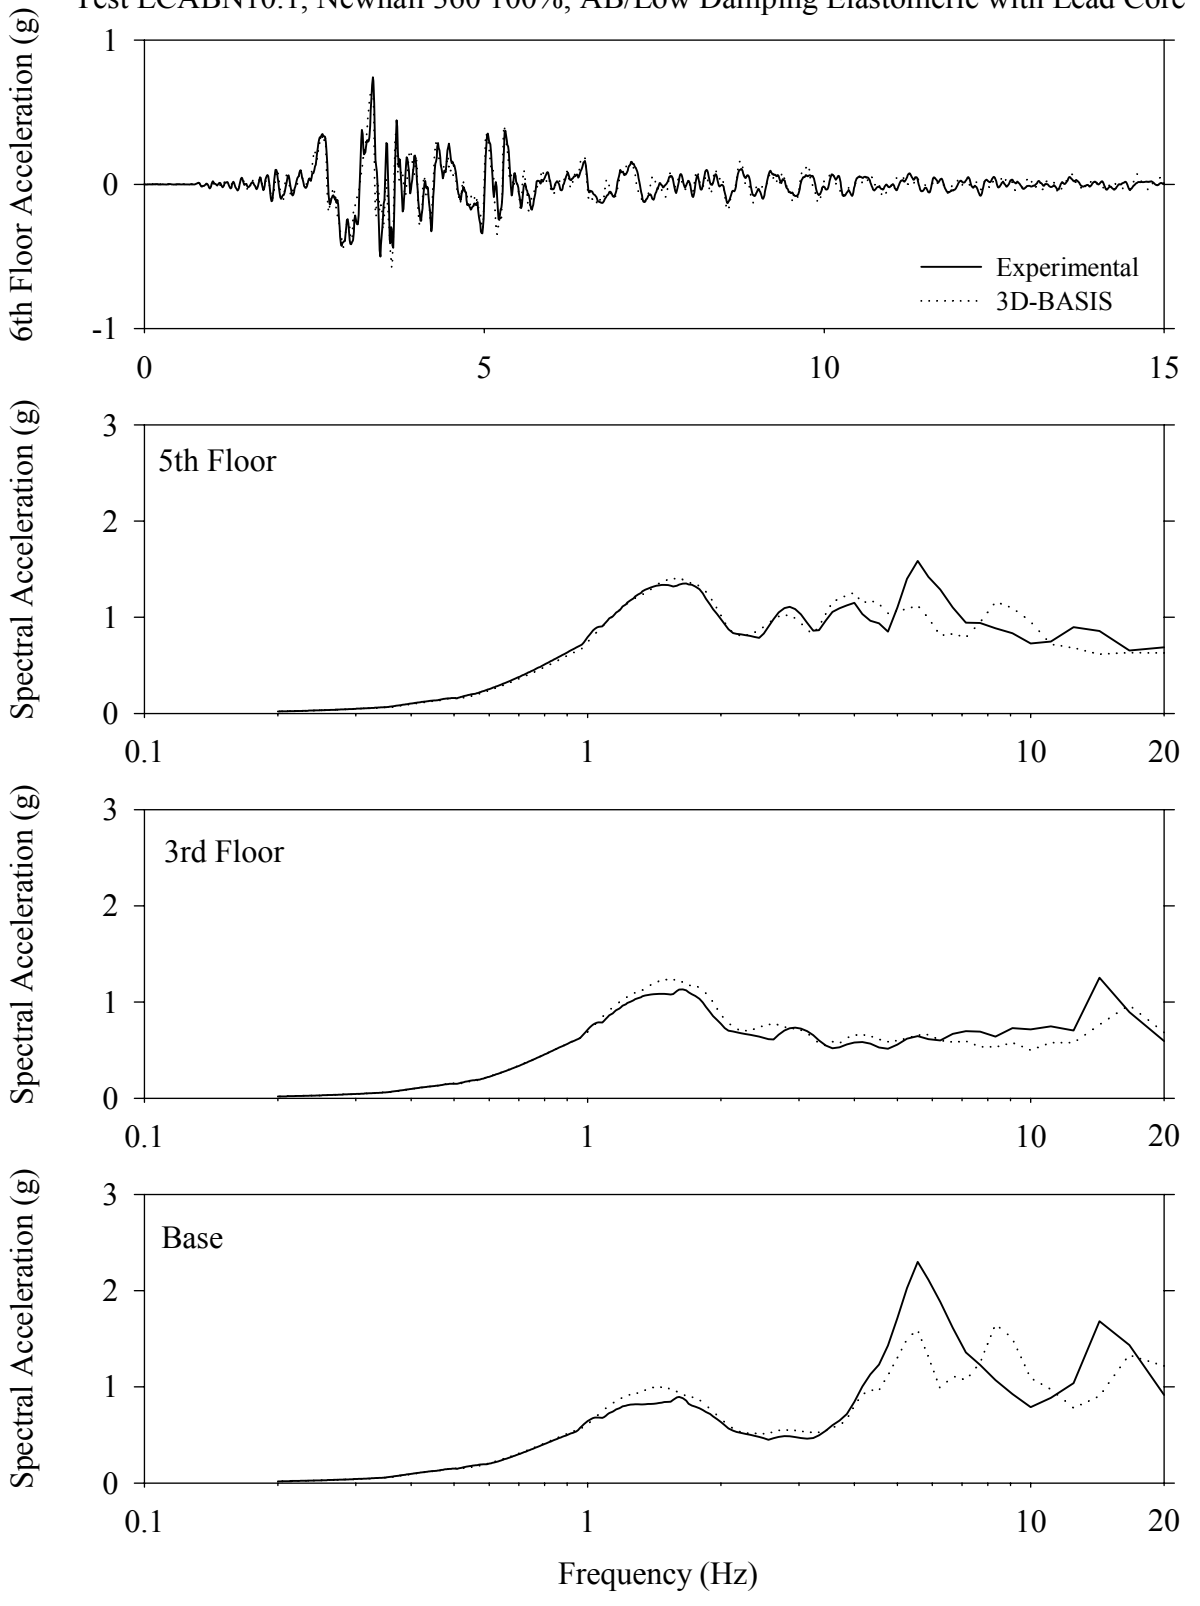 Test LCABN10.1, Newhall 360 100%, AB/Low Damping Elastomeric with Lead Core
6th Floor Acceleration (g)
1
0
-1
Experimental
3D-BASIS
0 5 10 15
Spectral Acceleration (g)
3
2
1
0
5th Floor
0.1 1 10 20
Spectral Acceleration (g)
3
2
1
0
3rd Floor
0.1 1 10 20
Spectral Acceleration (g)
3
2
1
0
Base
0.1 1 10 20
Frequency (Hz)